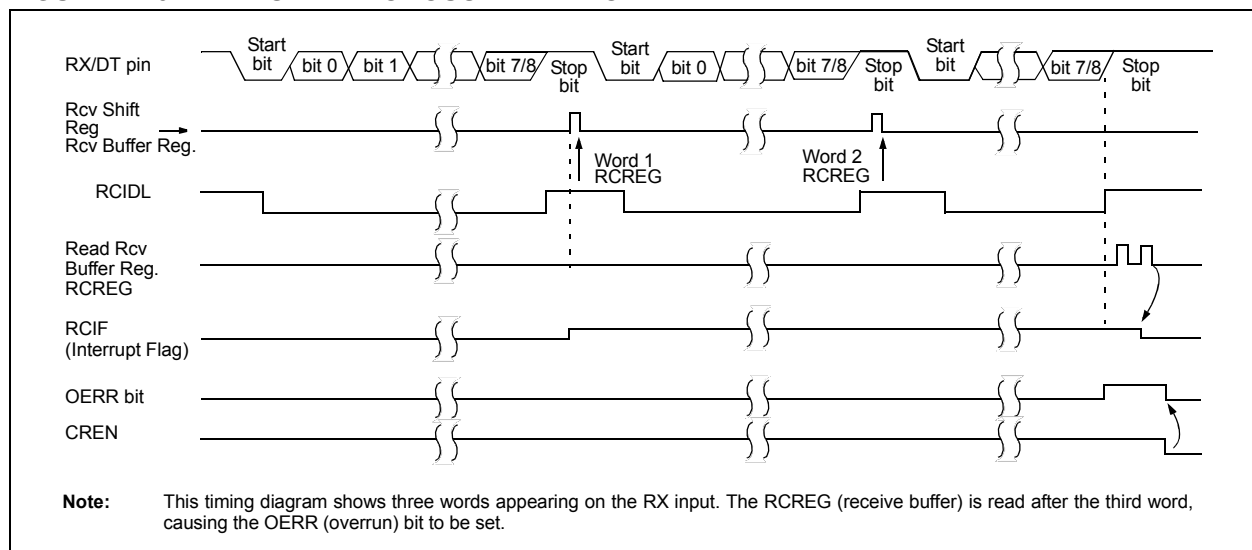 RX/DT pin
Start
bit
bit 0
bit 1
bit 7/8
Stop
bit
Start
bit
bit 0
bit 7/8
Stop
bit
Start
bit
bit 7/8
Stop
bit
Rcv Shift
Reg
Rcv Buffer Reg.
Word 1
RCREG
Word 2
RCREG
RCIDL
Read Rcv
Buffer Reg.
RCREG
RCIF
(Interrupt Flag)
OERR bit
CREN
Note: This timing diagram shows three words appearing on the RX input. The RCREG (receive buffer) is read after the third word,
causing the OERR (overrun) bit to be set.